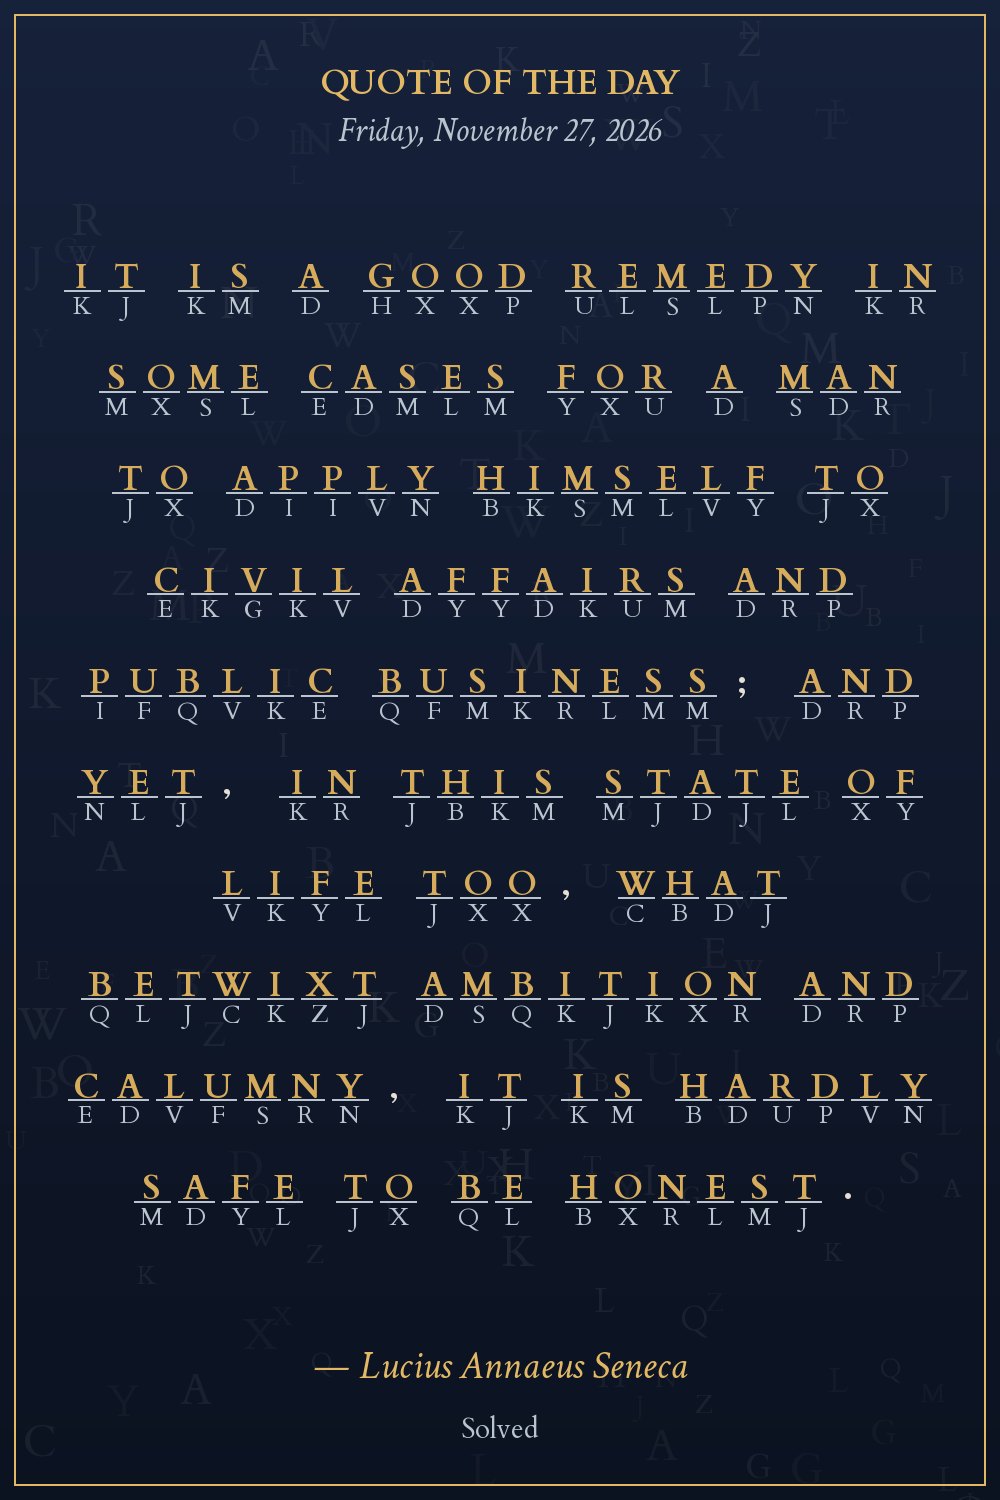 QUOTE OF THE DAY
Friday, November 27, 2026
IT IS A GOOD REMEDY IN
KJ KM D HXXP ULSLPN KR
SOME CASES FOR A MAN
MXSL EDMLM YXU D SDR
TO APPLY HIMSELF TO
JX DIIVN BKSMLVY JX
CIVIL AFFAIRS AND
EKGKV DYYDKUM DRP
PUBLIC BUSINESS; AND
IFQVKE QFMKRLMM DRP
YET, IN THIS STATE OF
NLJ KR JBKM MJDJL XY
LIFE TOO, WHAT
VKYL JXX CBDJ
BETWIXT AMBITION AND
QLJCKZJ DSQKJKXR DRP
CALUMNY, IT IS HARDLY
EDVFSRN KJ KM BDUPVN
SAFE TO BE HONEST.
MDYL JX QL BXRLMJ
— Lucius Annaeus Seneca
Solved